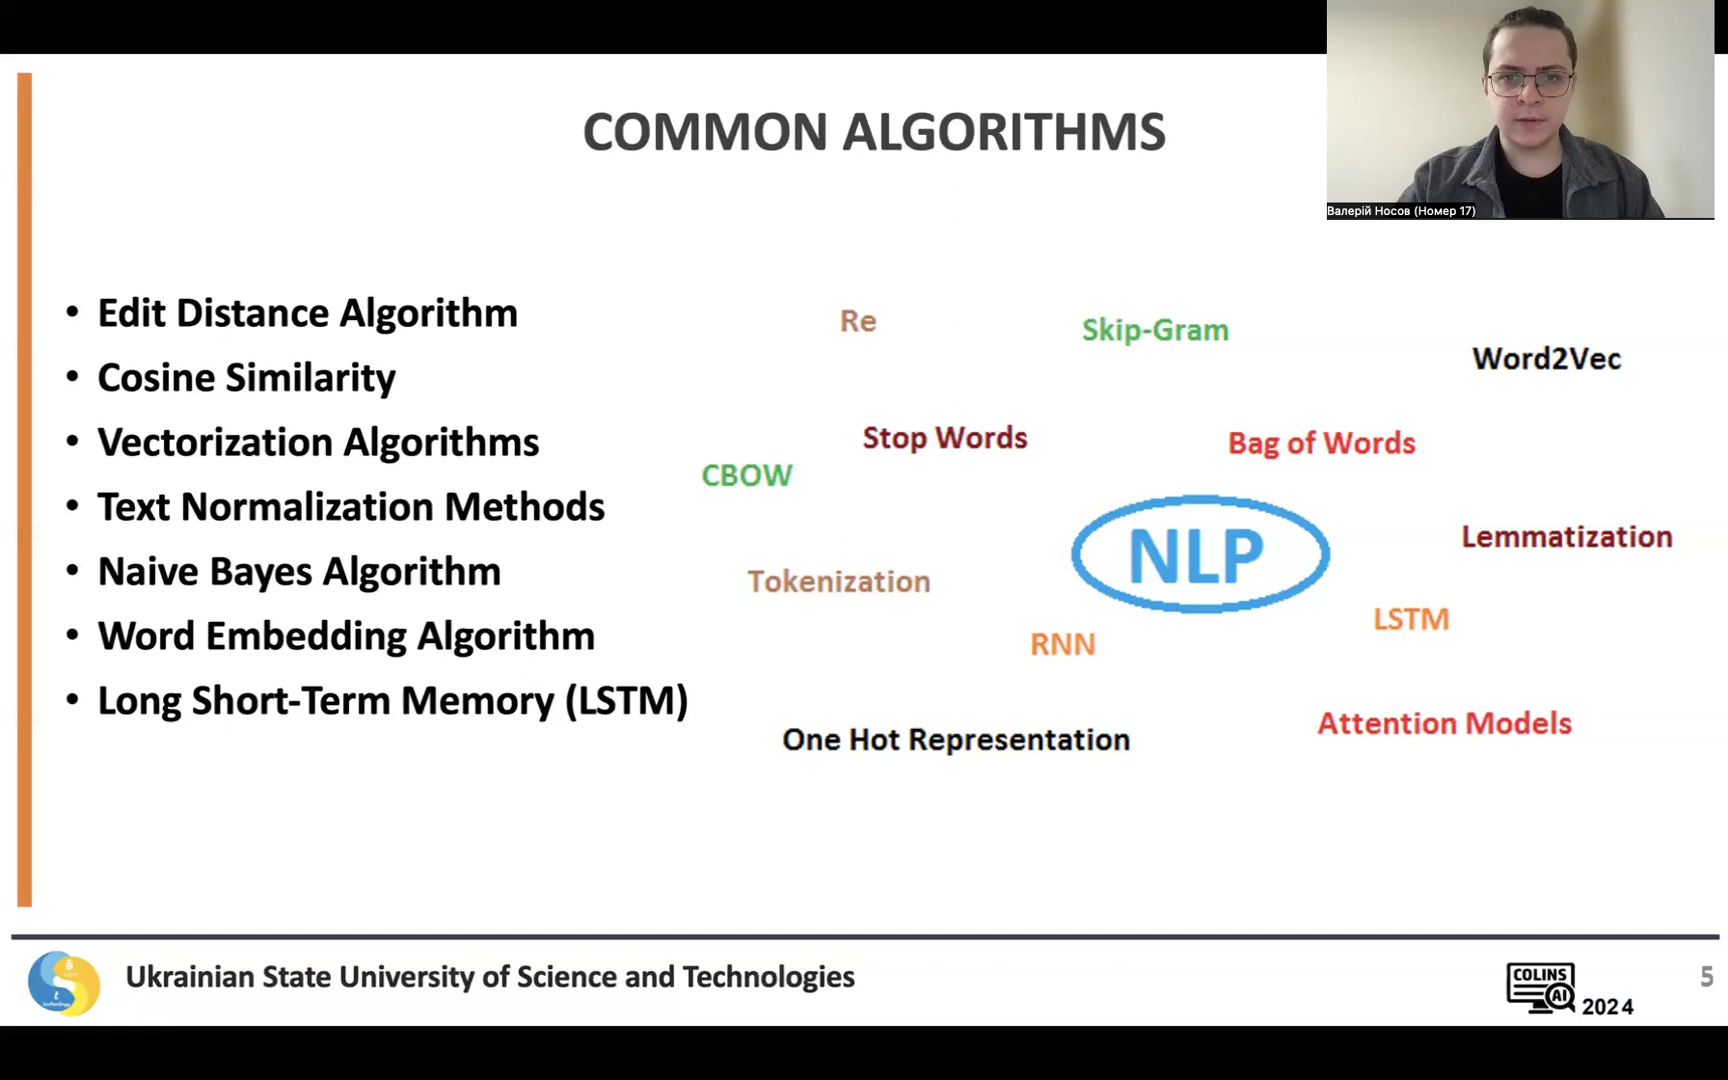 COMMON ALGORITHMS
Валерій Носов (Номер 17)
• Edit Distance Algorithm
• Cosine Similarity
• Vectorization Algorithms
• Text Normalization Methods
• Naive Bayes Algorithm
• Word Embedding Algorithm
• Long Short-Term Memory (LSTM)
Re
Skip-Gram
Word2Vec
Stop Words
Bag of Words
CBOW
NLP
Lemmatization
Tokenization
LSTM
RNN
Attention Models
One Hot Representation
Ukrainian State University of Science and Technologies
COLINS
AI
2024
5